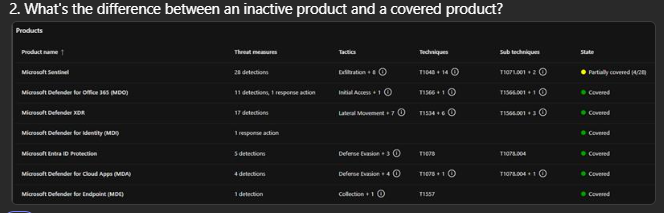 2. What's the difference between an inactive product and a covered product?
Products
Product name ↑ Threat measures Tactics Techniques Sub techniques State
Microsoft Sentinel 28 detections Exfiltration + 8 T1048 + 14 T1071.001 + 2 Partially covered (4/28)
Microsoft Defender for Office 365 (MDO) 11 detections, 1 response action Initial Access + 1 T1566 + 1 T1566.001 + 1 Covered
Microsoft Defender XDR 17 detections Lateral Movement + 7 T1534 + 6 T1566.001 + 3 Covered
Microsoft Defender for Identity (MDI) 1 response action Covered
Microsoft Entra ID Protection 5 detections Defense Evasion + 3 T1078 T1078.004 Covered
Microsoft Defender for Cloud Apps (MDA) 4 detections Defense Evasion + 4 T1078 + 1 T1078.004 + 1 Covered
Microsoft Defender for Endpoint (MDE) 1 detection Collection + 1 T1557 Covered